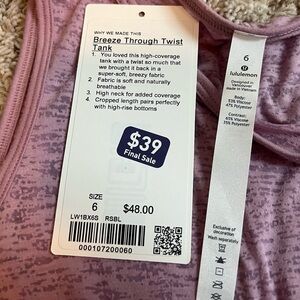 WHY WE MADE THIS
Breeze Through Twist
Tank
1. You loved this high-coverage
tank with a twist so much that
we brought it back in a
super-soft, breezy fabric
2. Fabric is soft and naturally
breathable
3. High neck for added coverage
4. Cropped length pairs perfectly
with high-rise bottoms
$39
Final Sale
SIZE
6
$48.00
LW1BX6S RSBL
000107200060
6
lululemon
Designed in
Vancouver,
made in Vietnam
Body:
53% Viscose
47% Polyester
Contrast:
65% Viscose
35% Polyester
Exclusive of
decoration
Wash separately